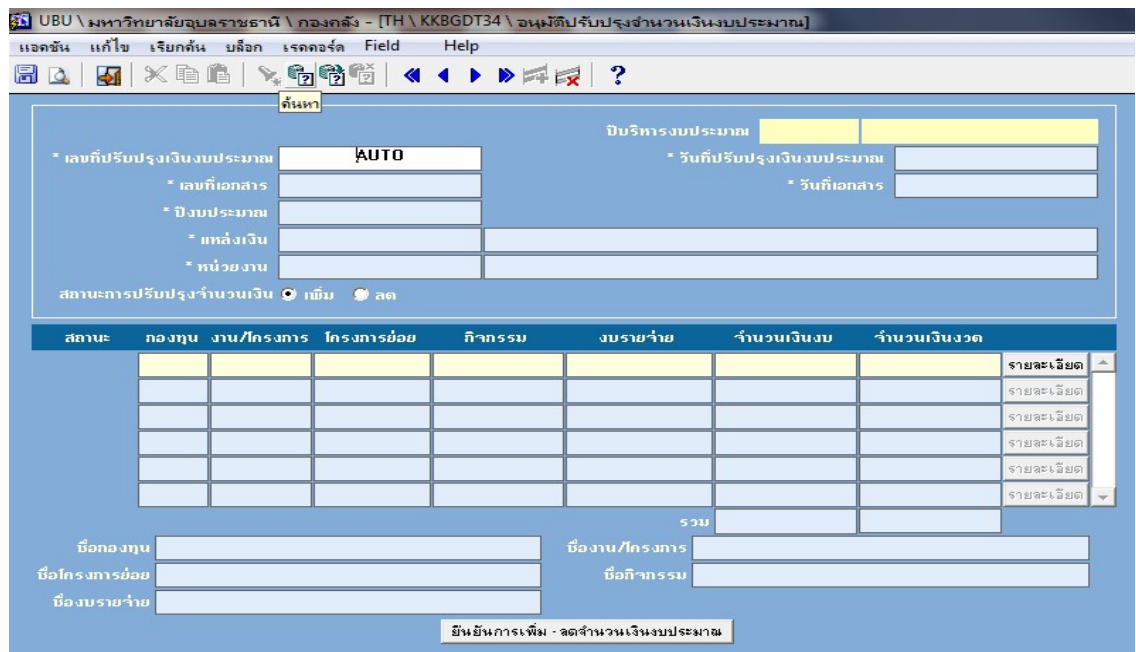 UBU \ มหาวิทยาลัยอุบลราชธานี \ กองคลัง - [TH \ KKBGDT34 \ อนุมัติปรับปรุงจำนวนเงินงบประมาณ]
แอคชัน แก้ไข เรียกค้น บล็อก เรคคอร์ด Field Help
ค้นหา
ปีบริหารงบประมาณ
* เลขที่ปรับปรุงเงินงบประมาณ AUTO * วันที่ปรับปรุงเงินงบประมาณ
* เลขที่เอกสาร * วันที่เอกสาร
* ปีงบประมาณ
* แหล่งเงิน
* หน่วยงาน
สถานะการปรับปรุงจำนวนเงิน เพิ่ม ลด
สถานะ กองทุน งาน/โครงการ โครงการย่อย กิจกรรม งบรายจ่าย จำนวนเงินงบ จำนวนเงินงวด
รายละเอียด
รายละเอียด
รายละเอียด
รายละเอียด
รายละเอียด
รายละเอียด
รวม
ชื่อกองทุน ชื่องาน/โครงการ
ชื่อโครงการย่อย ชื่อกิจกรรม
ชื่องบรายจ่าย
ยืนยันการเพิ่ม - ลดจำนวนเงินงบประมาณ